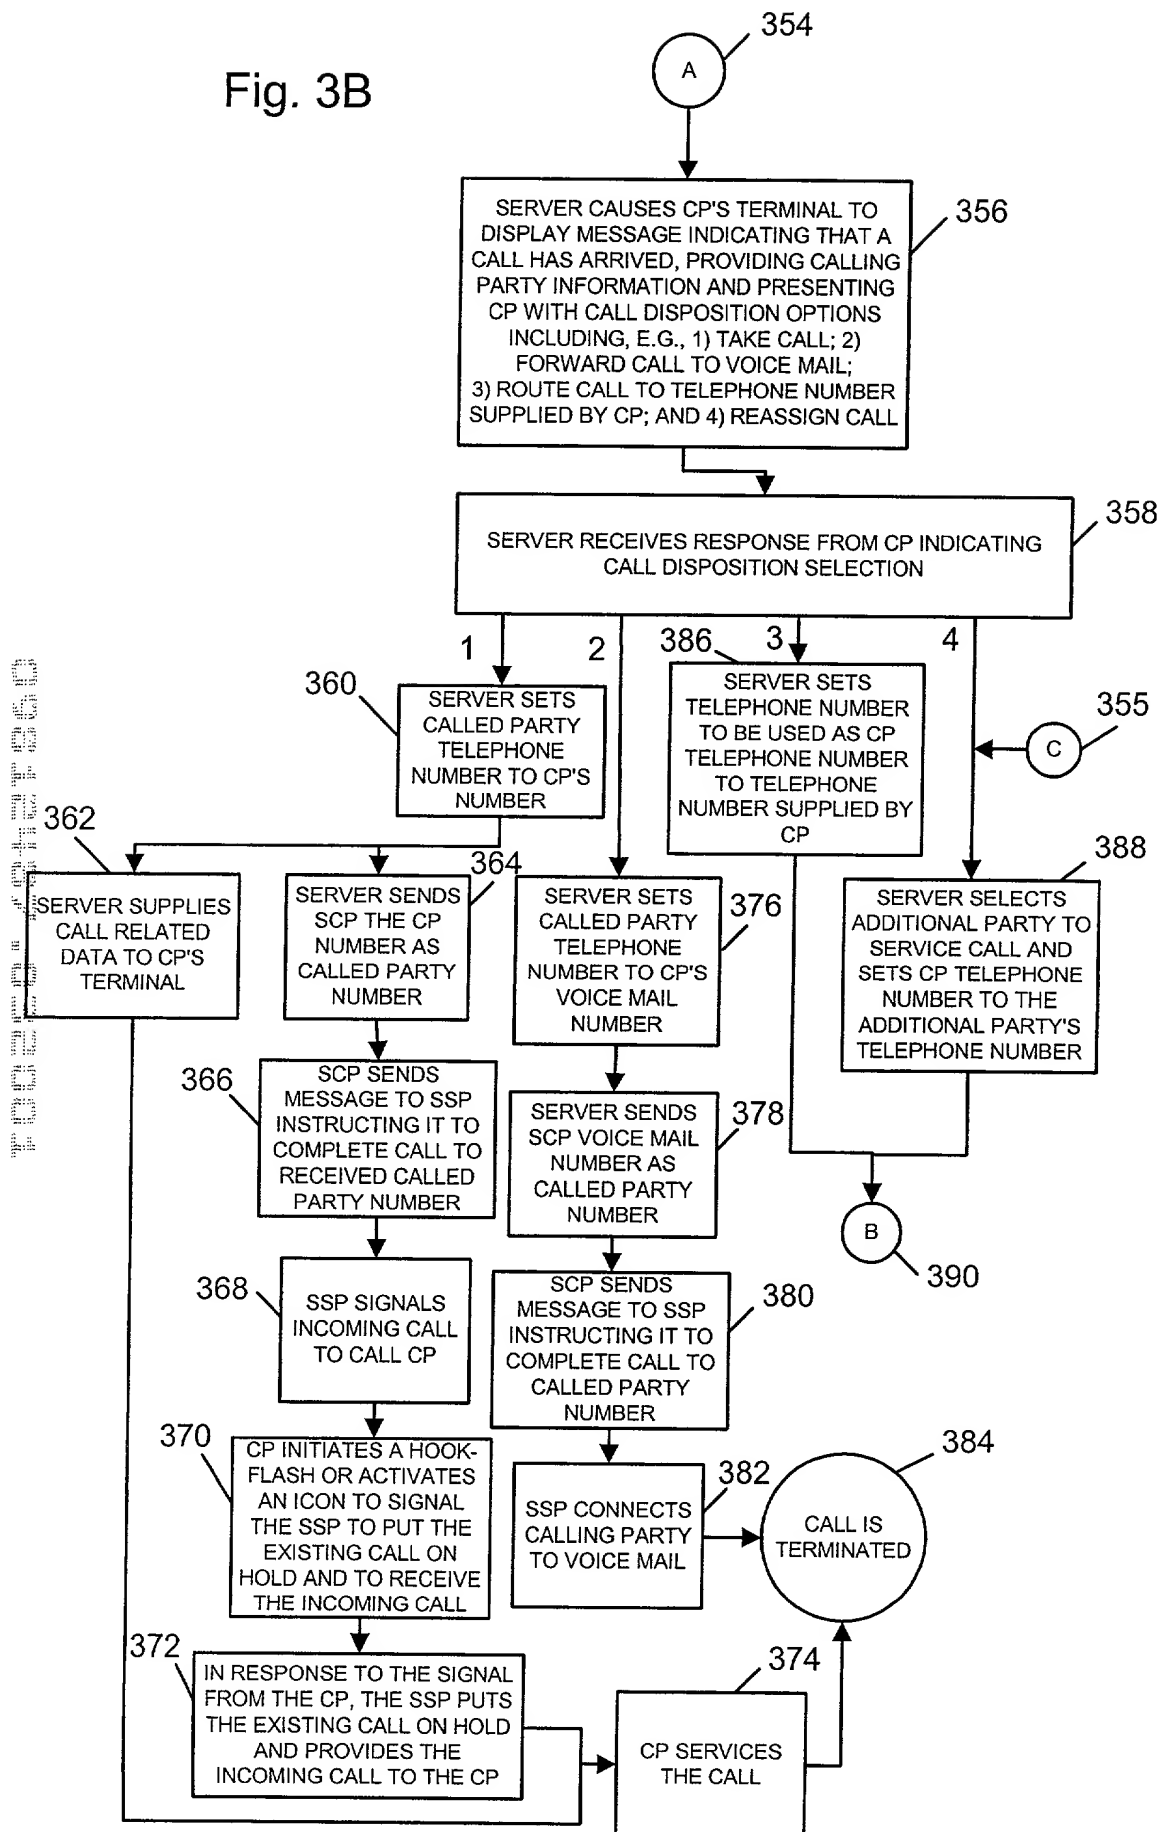 Fig. 3B
354
A
356
SERVER CAUSES CP'S TERMINAL TO
DISPLAY MESSAGE INDICATING THAT A
CALL HAS ARRIVED, PROVIDING CALLING
PARTY INFORMATION AND PRESENTING
CP WITH CALL DISPOSITION OPTIONS
INCLUDING, E.G., 1) TAKE CALL; 2)
FORWARD CALL TO VOICE MAIL;
3) ROUTE CALL TO TELEPHONE NUMBER
SUPPLIED BY CP; AND 4) REASSIGN CALL
358
SERVER RECEIVES RESPONSE FROM CP INDICATING
CALL DISPOSITION SELECTION
1
2
3
4
360
SERVER SETS
CALLED PARTY
TELEPHONE
NUMBER TO CP'S
NUMBER
386
SERVER SETS
TELEPHONE NUMBER
TO BE USED AS CP
TELEPHONE NUMBER
TO TELEPHONE
NUMBER SUPPLIED BY
CP
C
355
362
SERVER SUPPLIES
CALL RELATED
DATA TO CP'S
TERMINAL
364
SERVER SENDS
SCP THE CP
NUMBER AS
CALLED PARTY
NUMBER
376
SERVER SETS
CALLED PARTY
TELEPHONE
NUMBER TO CP'S
VOICE MAIL
NUMBER
388
SERVER SELECTS
ADDITIONAL PARTY TO
SERVICE CALL AND
SETS CP TELEPHONE
NUMBER TO THE
ADDITIONAL PARTY'S
TELEPHONE NUMBER
366
SCP SENDS
MESSAGE TO SSP
INSTRUCTING IT TO
COMPLETE CALL TO
RECEIVED CALLED
PARTY NUMBER
378
SERVER SENDS
SCP VOICE MAIL
NUMBER AS
CALLED PARTY
NUMBER
B
390
368
SSP SIGNALS
INCOMING CALL
TO CALL CP
380
SCP SENDS
MESSAGE TO SSP
INSTRUCTING IT TO
COMPLETE CALL TO
CALLED PARTY
NUMBER
370
CP INITIATES A HOOK-
FLASH OR ACTIVATES
AN ICON TO SIGNAL
THE SSP TO PUT THE
EXISTING CALL ON
HOLD AND TO RECEIVE
THE INCOMING CALL
382
SSP CONNECTS
CALLING PARTY
TO VOICE MAIL
384
CALL IS
TERMINATED
372
IN RESPONSE TO THE SIGNAL
FROM THE CP, THE SSP PUTS
THE EXISTING CALL ON HOLD
AND PROVIDES THE
INCOMING CALL TO THE CP
374
CP SERVICES
THE CALL